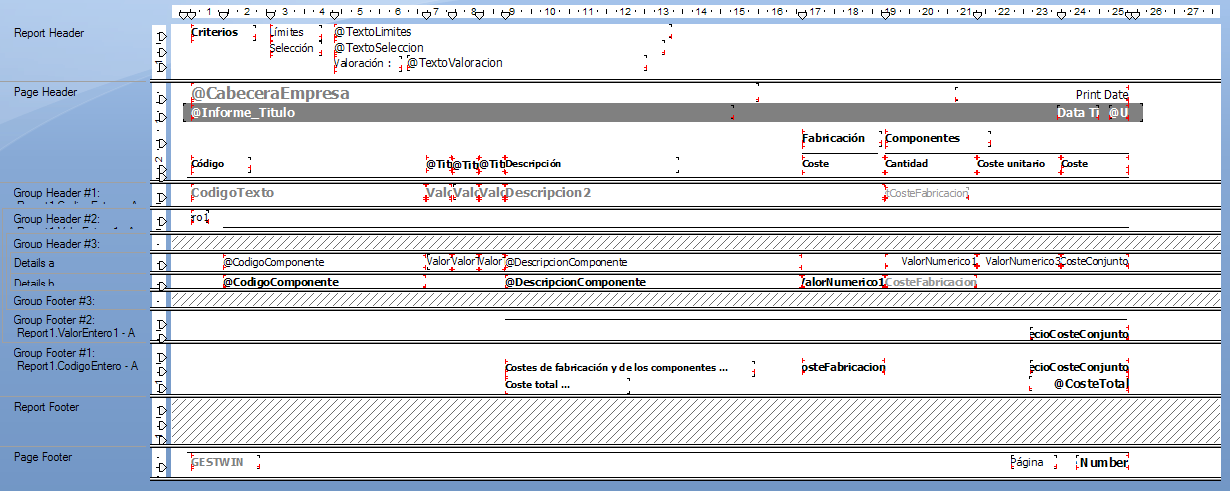 1 2 3 4 5 6 7 8 9 10 11 12 13 14 15 16 17 18 19 20 21 22 23 24 25 26 27
Report Header Criterios Límites @TextoLimites
Selección @TextoSeleccion
Valoración : @TextoValoracion
Page Header @CabeceraEmpresa Print Date
@Informe_Titulo Data Ti @U
Fabricación Componentes
2 Código @Tit @Tit @Tit Descripción Coste Cantidad Coste unitario Coste
Group Header #1: CodigoTexto Valo Valo Valo Descripcion2 CosteFabricacion
Group Header #2: ro1
Group Header #3:
Details a @CodigoComponente Valor Valor Valor @DescripcionComponente ValorNumerico1 ValorNumerico3 CosteConjunto
Details b @CodigoComponente @DescripcionComponente ValorNumerico1 CosteFabricacion
Group Footer #3:
Group Footer #2:
Report1.ValorEntero1 - A ecioCosteConjunto
Group Footer #1:
Report1.CodigoEntero - A Costes de fabricación y de los componentes ... osteFabricacion ecioCosteConjunto
Coste total ... @CosteTotal
Report Footer
Page Footer GESTWIN Página Number